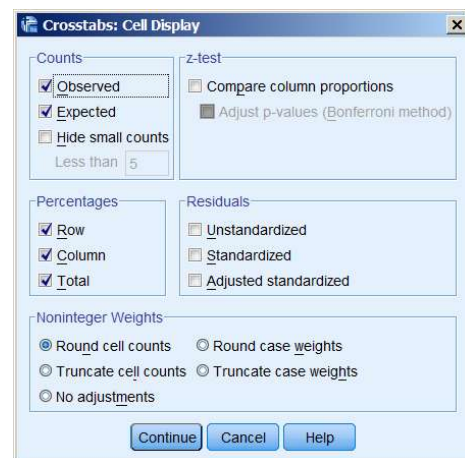 Crosstabs: Cell Display
Counts
Observed
Expected
Hide small counts
Less than 5
z-test
Compare column proportions
Adjust p-values (Bonferroni method)
Percentages
Row
Column
Total
Residuals
Unstandardized
Standardized
Adjusted standardized
Noninteger Weights
Round cell counts
Round case weights
Truncate cell counts
Truncate case weights
No adjustments
Continue
Cancel
Help